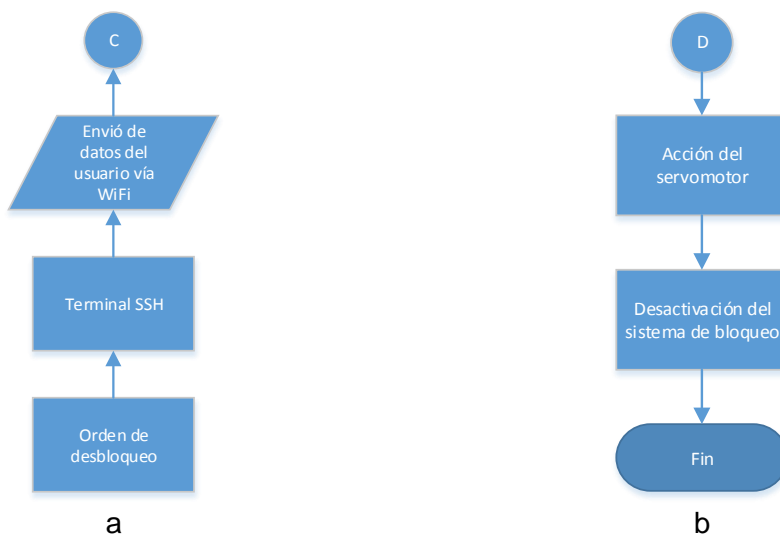 C
Envió de
datos del
usuario vía
WiFi
Terminal SSH
Orden de
desbloqueo
a
D
Acción del
servomotor
Desactivación del
sistema de bloqueo
Fin
b